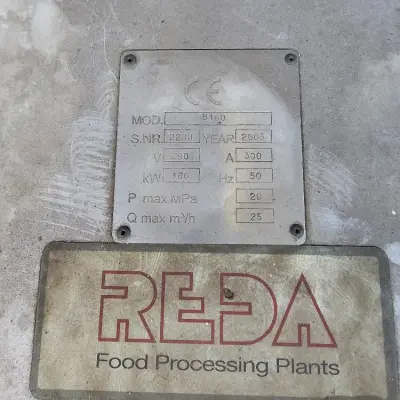 CE
MOD.
S.NR. YEAR 2005
V A 300
kW 160 Hz 50
P max MPa 20
Q max m³/h 25
REDA
Food Processing Plants